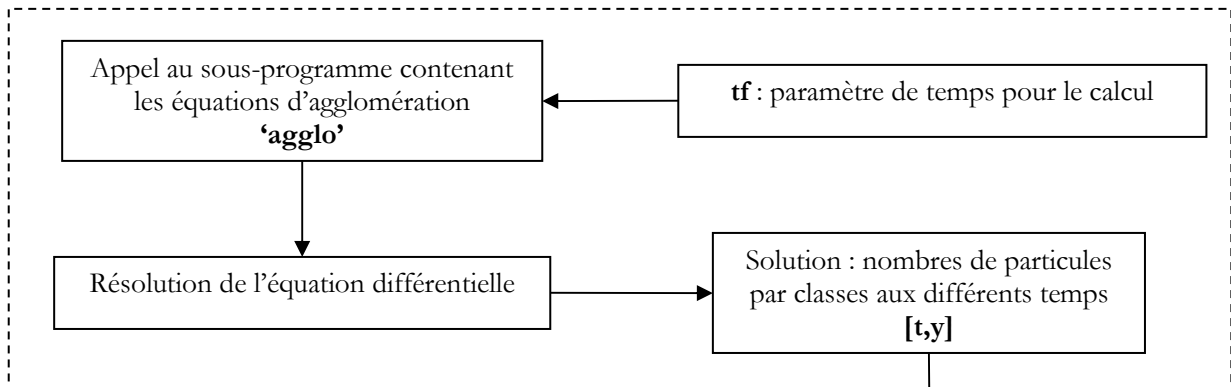 Appel au sous-programme contenant
les équations d'agglomération
‘agglo’
tf : paramètre de temps pour le calcul
Résolution de l'équation différentielle
Solution : nombres de particules
par classes aux différents temps
[t,y]